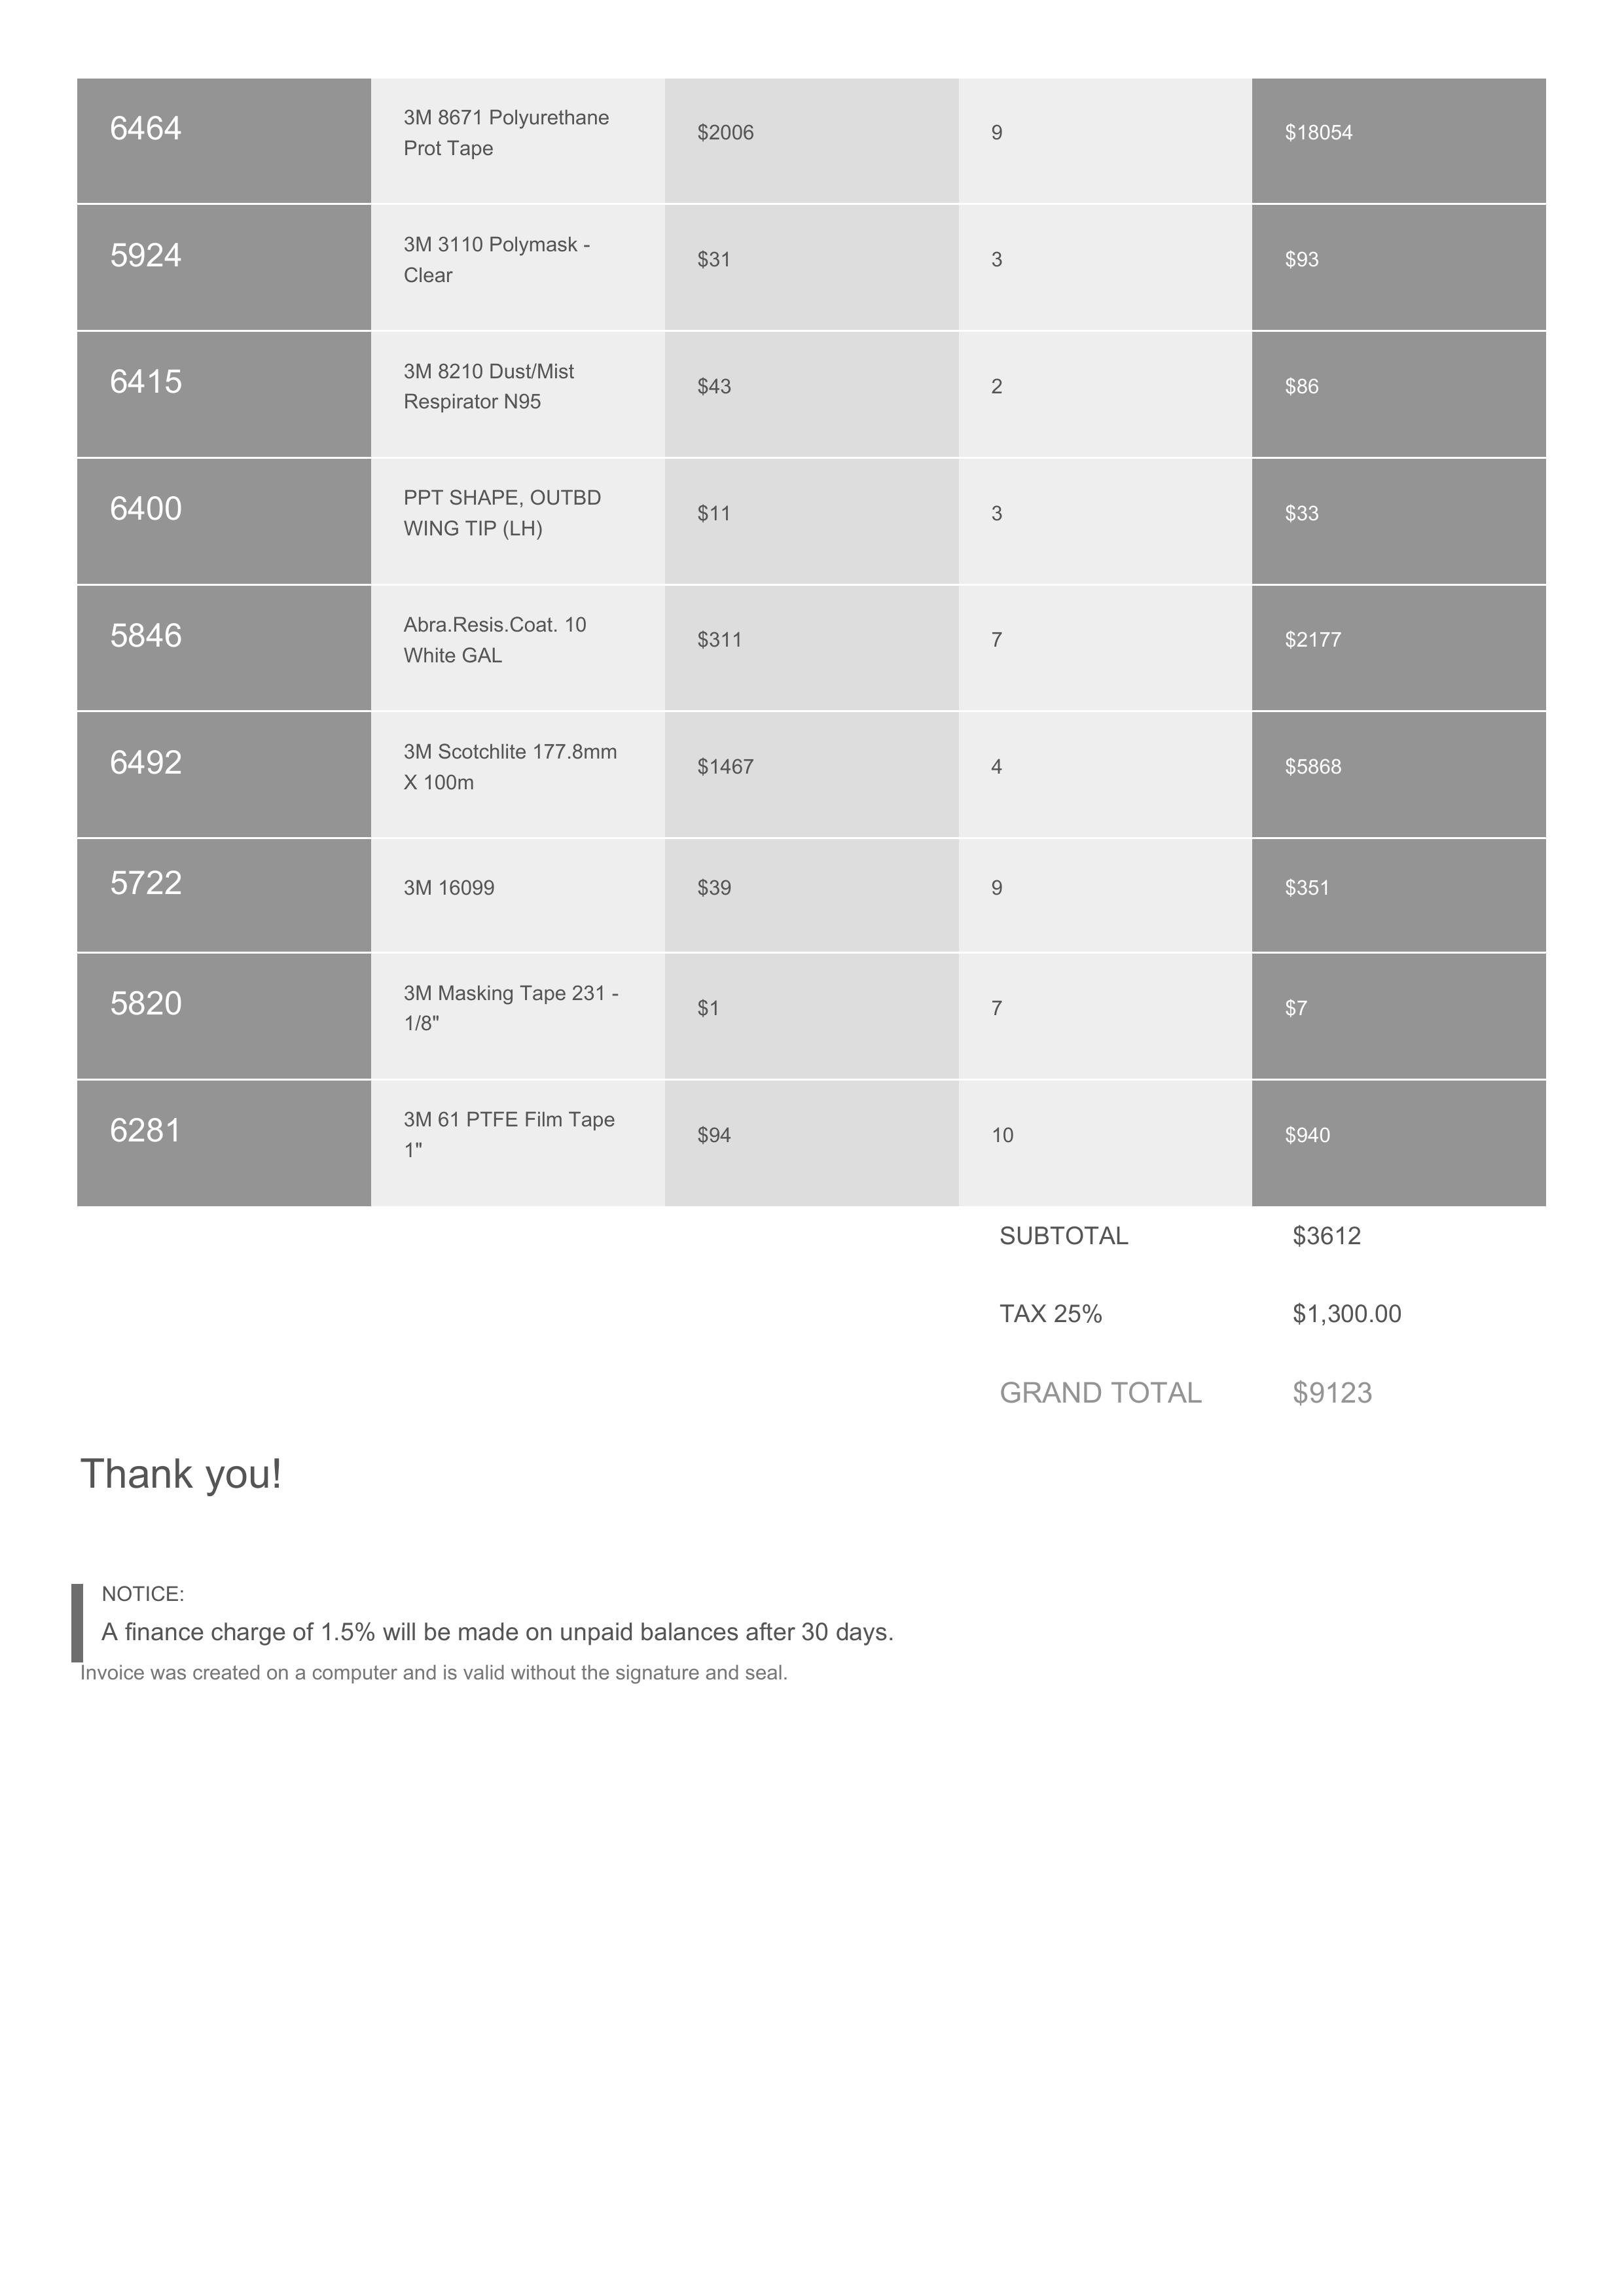 6464 3M 8671 Polyurethane $2006 9 $18054
Prot Tape
5924 3M 3110 Polymask - $31 3 $93
Clear
6415 3M 8210 Dust/Mist $43 2 $86
Respirator N95
6400 PPT SHAPE, OUTBD $11 3 $33
WING TIP (LH)
5846 Abra.Resis.Coat. 10 $311 7 $2177
White GAL
6492 3M Scotchlite 177.8mm $1467 4 $5868
X 100m
5722 3M 16099 $39 9 $351
5820 3M Masking Tape 231 - $1 7 $7
1/8"
6281 3M 61 PTFE Film Tape $94 10 $940
1"
SUBTOTAL $3612
TAX 25% $1,300.00
GRAND TOTAL $9123
Thank you!
NOTICE:
A finance charge of 1.5% will be made on unpaid balances after 30 days.
Invoice was created on a computer and is valid without the signature and seal.